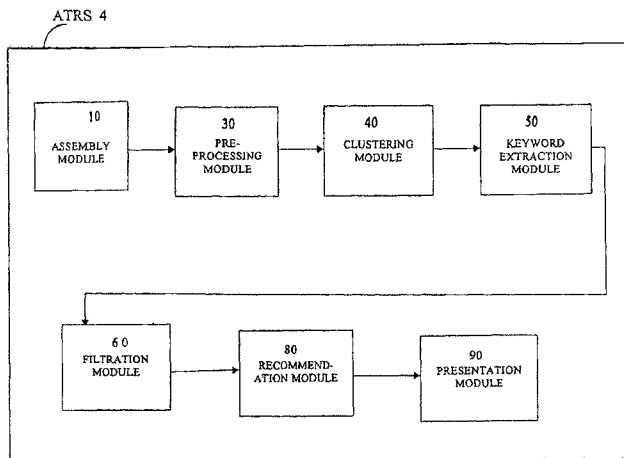 ATRS 4
10
ASSEMBLY
MODULE
30
PRE-
PROCESSING
MODULE
40
CLUSTERING
MODULE
50
KEYWORD
EXTRACTION
MODULE
60
FILTRATION
MODULE
80
RECOMMEND-
ATION MODULE
90
PRESENTATION
MODULE